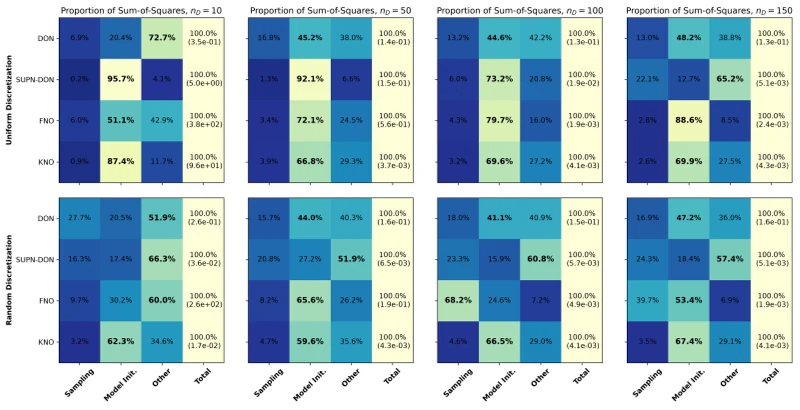 Proportion of Sum-of-Squares, n_D = 10
Proportion of Sum-of-Squares, n_D = 50
Proportion of Sum-of-Squares, n_D = 100
Proportion of Sum-of-Squares, n_D = 150
Uniform Discretization
DON 6.9% 20.4% 72.7% 100.0% (3.5e-01) 16.8% 45.2% 38.0% 100.0% (1.4e-01) 13.2% 44.6% 42.2% 100.0% (1.3e-01) 13.0% 48.2% 38.8% 100.0% (1.3e-01)
SUPN-DON 0.2% 95.7% 4.1% 100.0% (5.0e+00) 1.3% 92.1% 6.6% 100.0% (1.5e-01) 6.0% 73.2% 20.8% 100.0% (1.9e-02) 22.1% 12.7% 65.2% 100.0% (5.1e-03)
FNO 6.0% 51.1% 42.9% 100.0% (3.8e+02) 3.4% 72.1% 24.5% 100.0% (5.6e-01) 4.3% 79.7% 16.0% 100.0% (1.9e-03) 2.8% 88.6% 8.5% 100.0% (2.4e-03)
KNO 0.9% 87.4% 11.7% 100.0% (9.6e+01) 3.9% 66.8% 29.3% 100.0% (3.7e-03) 3.2% 69.6% 27.2% 100.0% (4.1e-03) 2.6% 69.9% 27.5% 100.0% (4.3e-03)
Random Discretization
DON 27.7% 20.5% 51.9% 100.0% (2.6e-01) 15.7% 44.0% 40.3% 100.0% (1.6e-01) 18.0% 41.1% 40.9% 100.0% (1.5e-01) 16.9% 47.2% 36.0% 100.0% (1.6e-01)
SUPN-DON 16.3% 17.4% 66.3% 100.0% (3.6e-02) 20.8% 27.2% 51.9% 100.0% (6.5e-03) 23.3% 15.9% 60.8% 100.0% (5.7e-03) 24.3% 18.4% 57.4% 100.0% (5.1e-03)
FNO 9.7% 30.2% 60.0% 100.0% (2.6e+02) 8.2% 65.6% 26.2% 100.0% (1.9e-01) 68.2% 24.6% 7.2% 100.0% (4.9e-03) 39.7% 53.4% 6.9% 100.0% (1.9e-03)
KNO 3.2% 62.3% 34.6% 100.0% (1.7e-02) 4.7% 59.6% 35.6% 100.0% (4.3e-03) 4.6% 66.5% 29.0% 100.0% (4.1e-03) 3.5% 67.4% 29.1% 100.0% (4.1e-03)
Sampling Model Init. Other Total Sampling Model Init. Other Total Sampling Model Init. Other Total Sampling Model Init. Other Total